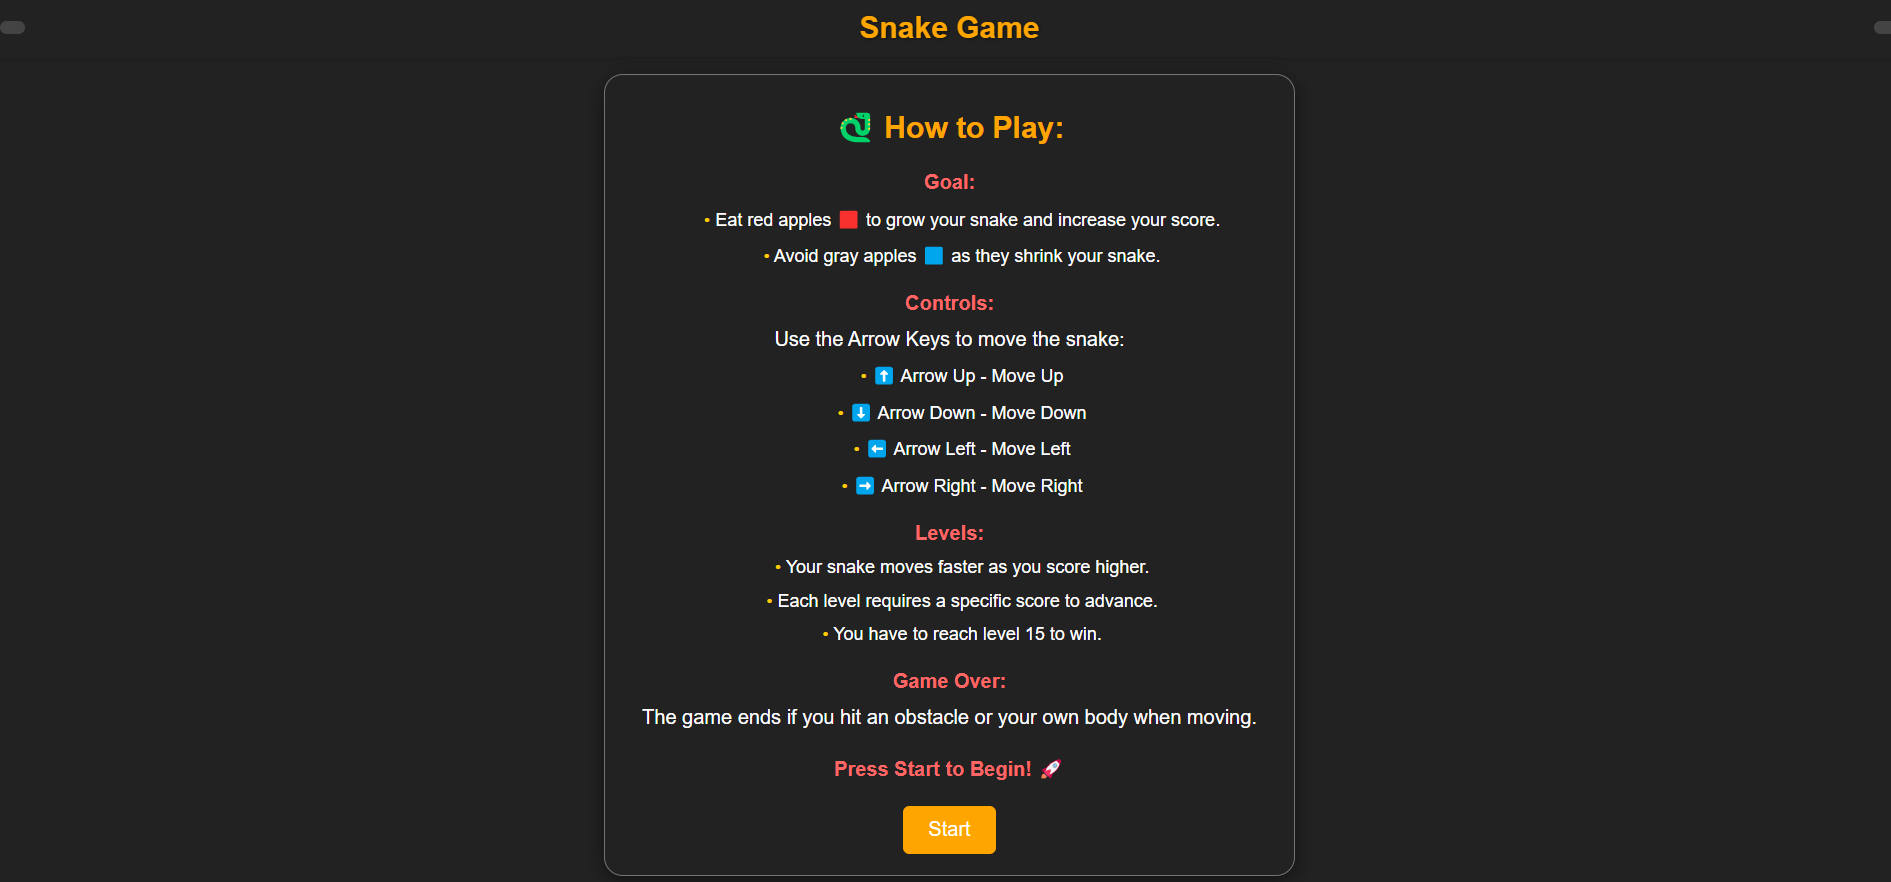 Snake Game
🐍 How to Play:
Goal:
• Eat red apples 🟥 to grow your snake and increase your score.
• Avoid gray apples 🟦 as they shrink your snake.
Controls:
Use the Arrow Keys to move the snake:
• ⬆️ Arrow Up - Move Up
• ⬇️ Arrow Down - Move Down
• ⬅️ Arrow Left - Move Left
• ➡️ Arrow Right - Move Right
Levels:
• Your snake moves faster as you score higher.
• Each level requires a specific score to advance.
• You have to reach level 15 to win.
Game Over:
The game ends if you hit an obstacle or your own body when moving.
Press Start to Begin! 🚀
Start